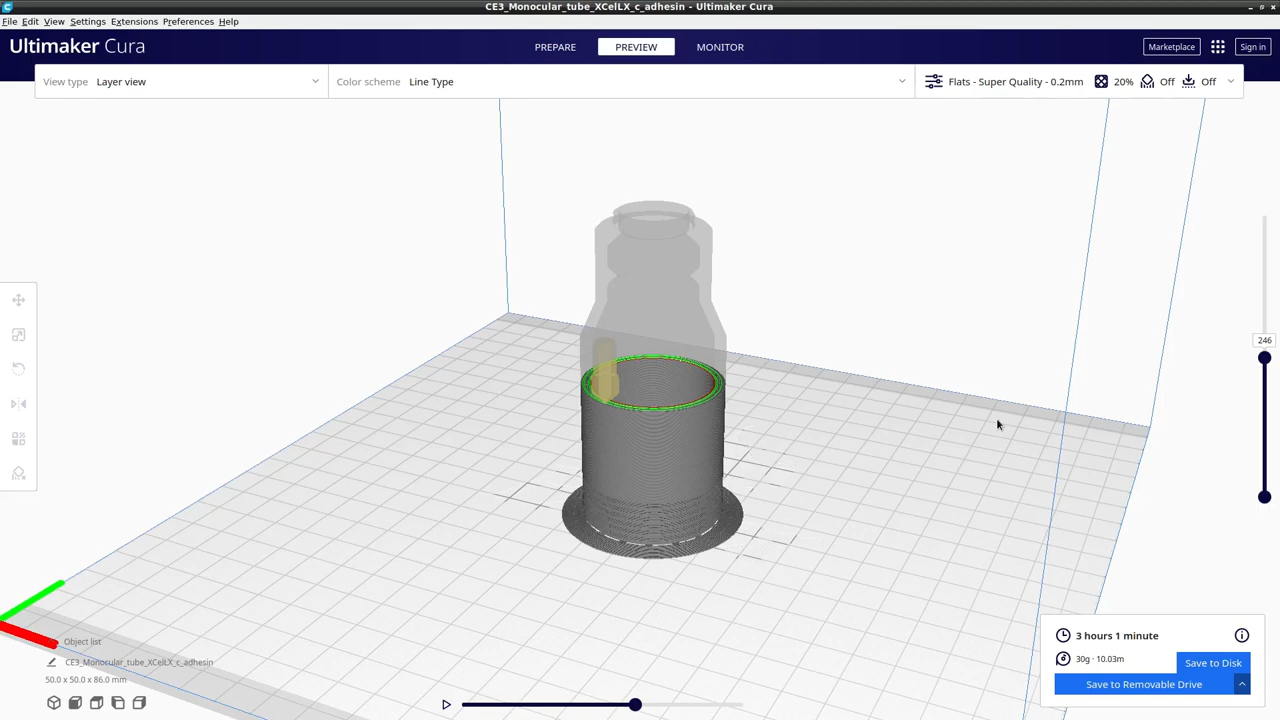 CE3_Monocular_tube_XCelLX_c_adhesin - Ultimaker Cura
File Edit View Settings Extensions Preferences Help
Ultimaker Cura
PREPARE PREVIEW MONITOR
Marketplace Sign in
View type Layer view Color scheme Line Type Flats - Super Quality - 0.2mm 20% Off Off
246
Object list
CE3_Monocular_tube_XCelLX_c_adhesin
50.0 x 50.0 x 86.0 mm
3 hours 1 minute
30g · 10.03m
Save to Disk
Save to Removable Drive